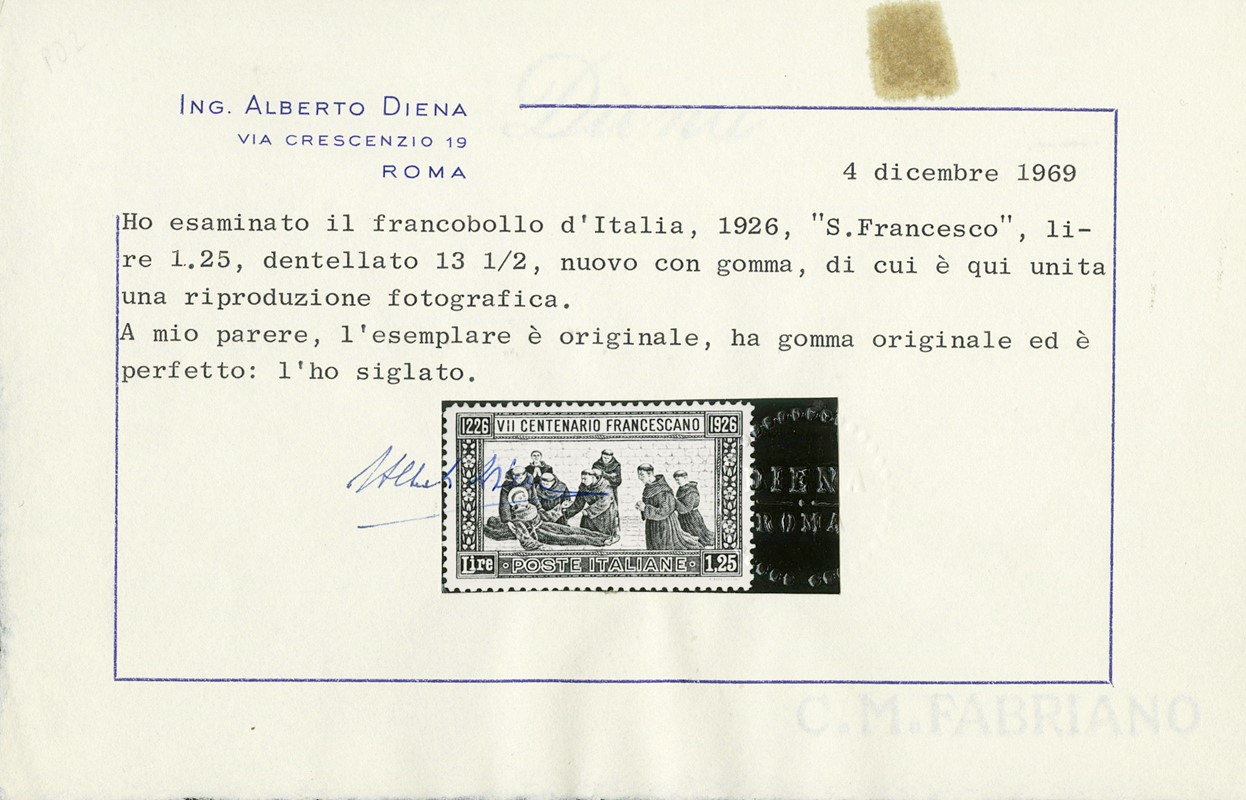 ING. ALBERTO DIENA
VIA CRESCENZIO 19
ROMA
4 dicembre 1969
Ho esaminato il francobollo d'Italia, 1926, "S.Francesco", li-
re 1.25, dentellato 13 1/2, nuovo con gomma, di cui è qui unita
una riproduzione fotografica.
A mio parere, l'esemplare è originale, ha gomma originale ed è
perfetto: l'ho siglato.
1226 VII CENTENARIO FRANCESCANO 1926
Lire · POSTE ITALIANE · 1,25
DIENA
ROMA
Diena
C.M.FABRIANO